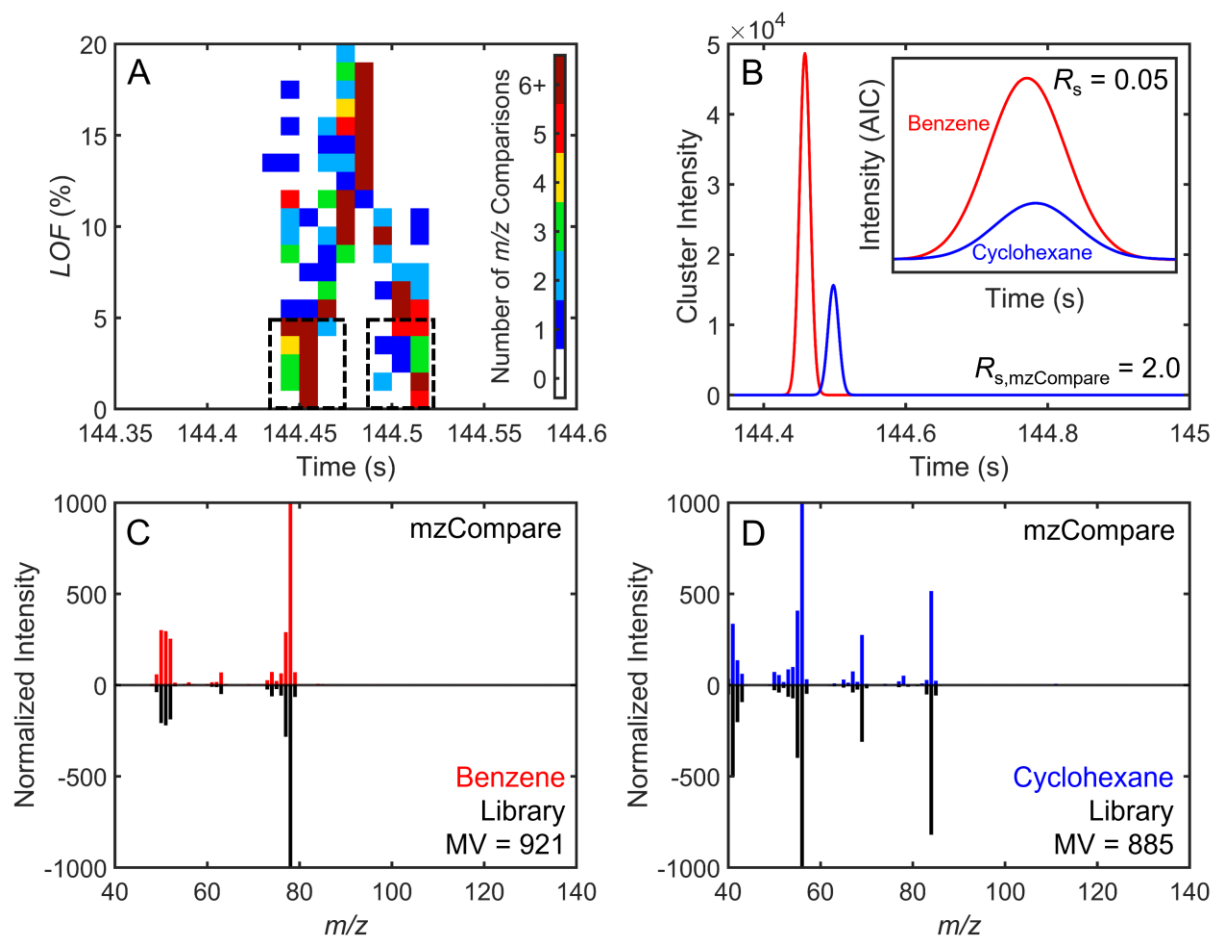 A
20
15
10
5
0
LOF (%)
144.35 144.4 144.45 144.5 144.55 144.6
Time (s)
Number of m/z Comparisons
6+
5
4
3
2
1
0
B
×10⁴
5
4
3
2
1
0
Cluster Intensity
144.4 144.6 144.8 145
Time (s)
Rs = 0.05
Benzene
Cyclohexane
Intensity (AIC)
Time (s)
Rs,mzCompare = 2.0
C
mzCompare
1000
500
0
-500
-1000
Normalized Intensity
Benzene
Library
MV = 921
40 60 80 100 120 140
m/z
D
mzCompare
1000
500
0
-500
-1000
Normalized Intensity
Cyclohexane
Library
MV = 885
40 60 80 100 120 140
m/z